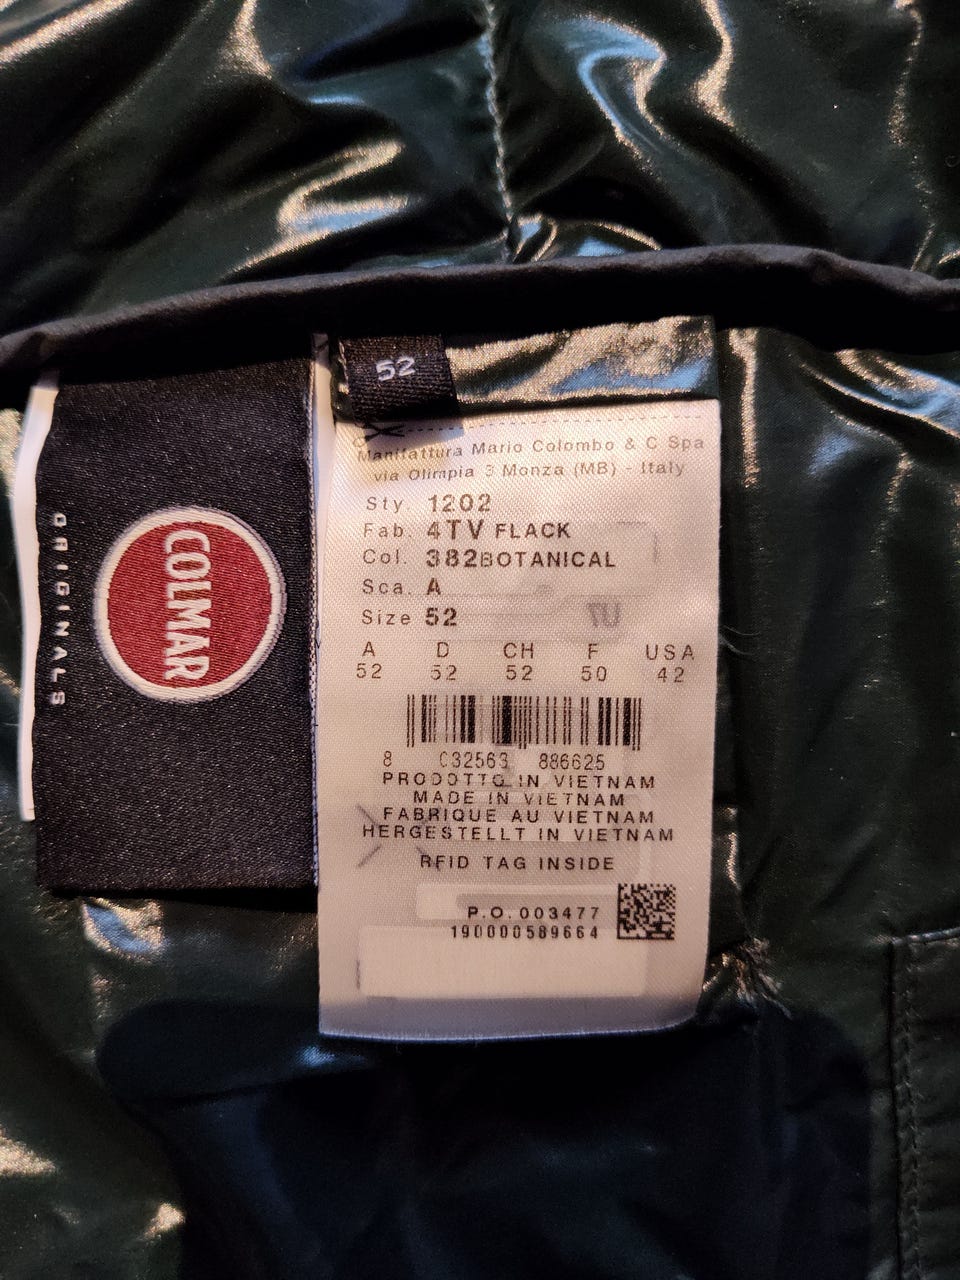 52
ORIGINALS
COLMAR
Manifattura Mario Colombo & C Spa
via Olimpia 3 Monza (MB) - Italy
Sty. 1202
Fab. 4TV FLACK
Col. 382BOTANICAL
Sca. A
Size 52
A D CH F USA
52 52 52 50 42
8 032563 886625
PRODOTTO IN VIETNAM
MADE IN VIETNAM
FABRIQUE AU VIETNAM
HERGESTELLT IN VIETNAM
RFID TAG INSIDE
P.O. 003477
190000589664